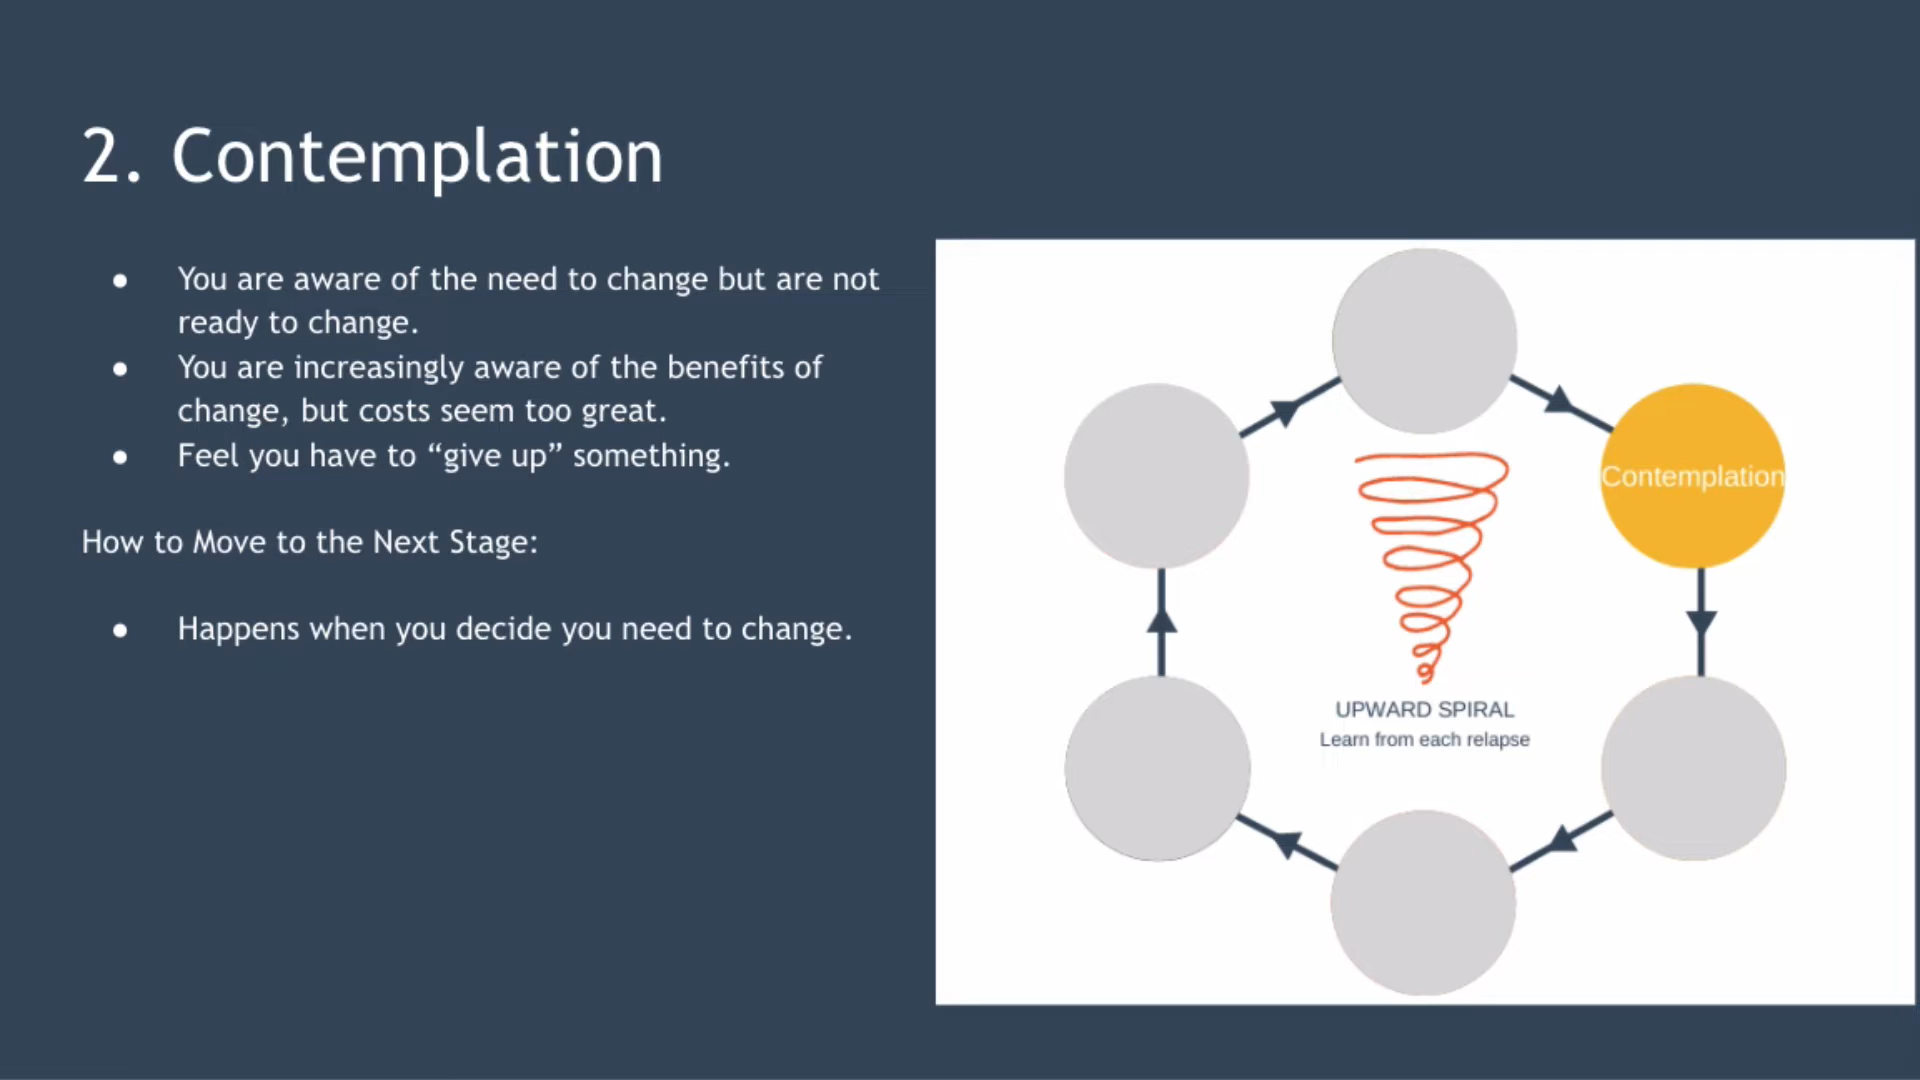 2. Contemplation
● You are aware of the need to change but are not
ready to change.
● You are increasingly aware of the benefits of
change, but costs seem too great.
● Feel you have to “give up” something.
How to Move to the Next Stage:
● Happens when you decide you need to change.
Contemplation
UPWARD SPIRAL
Learn from each relapse